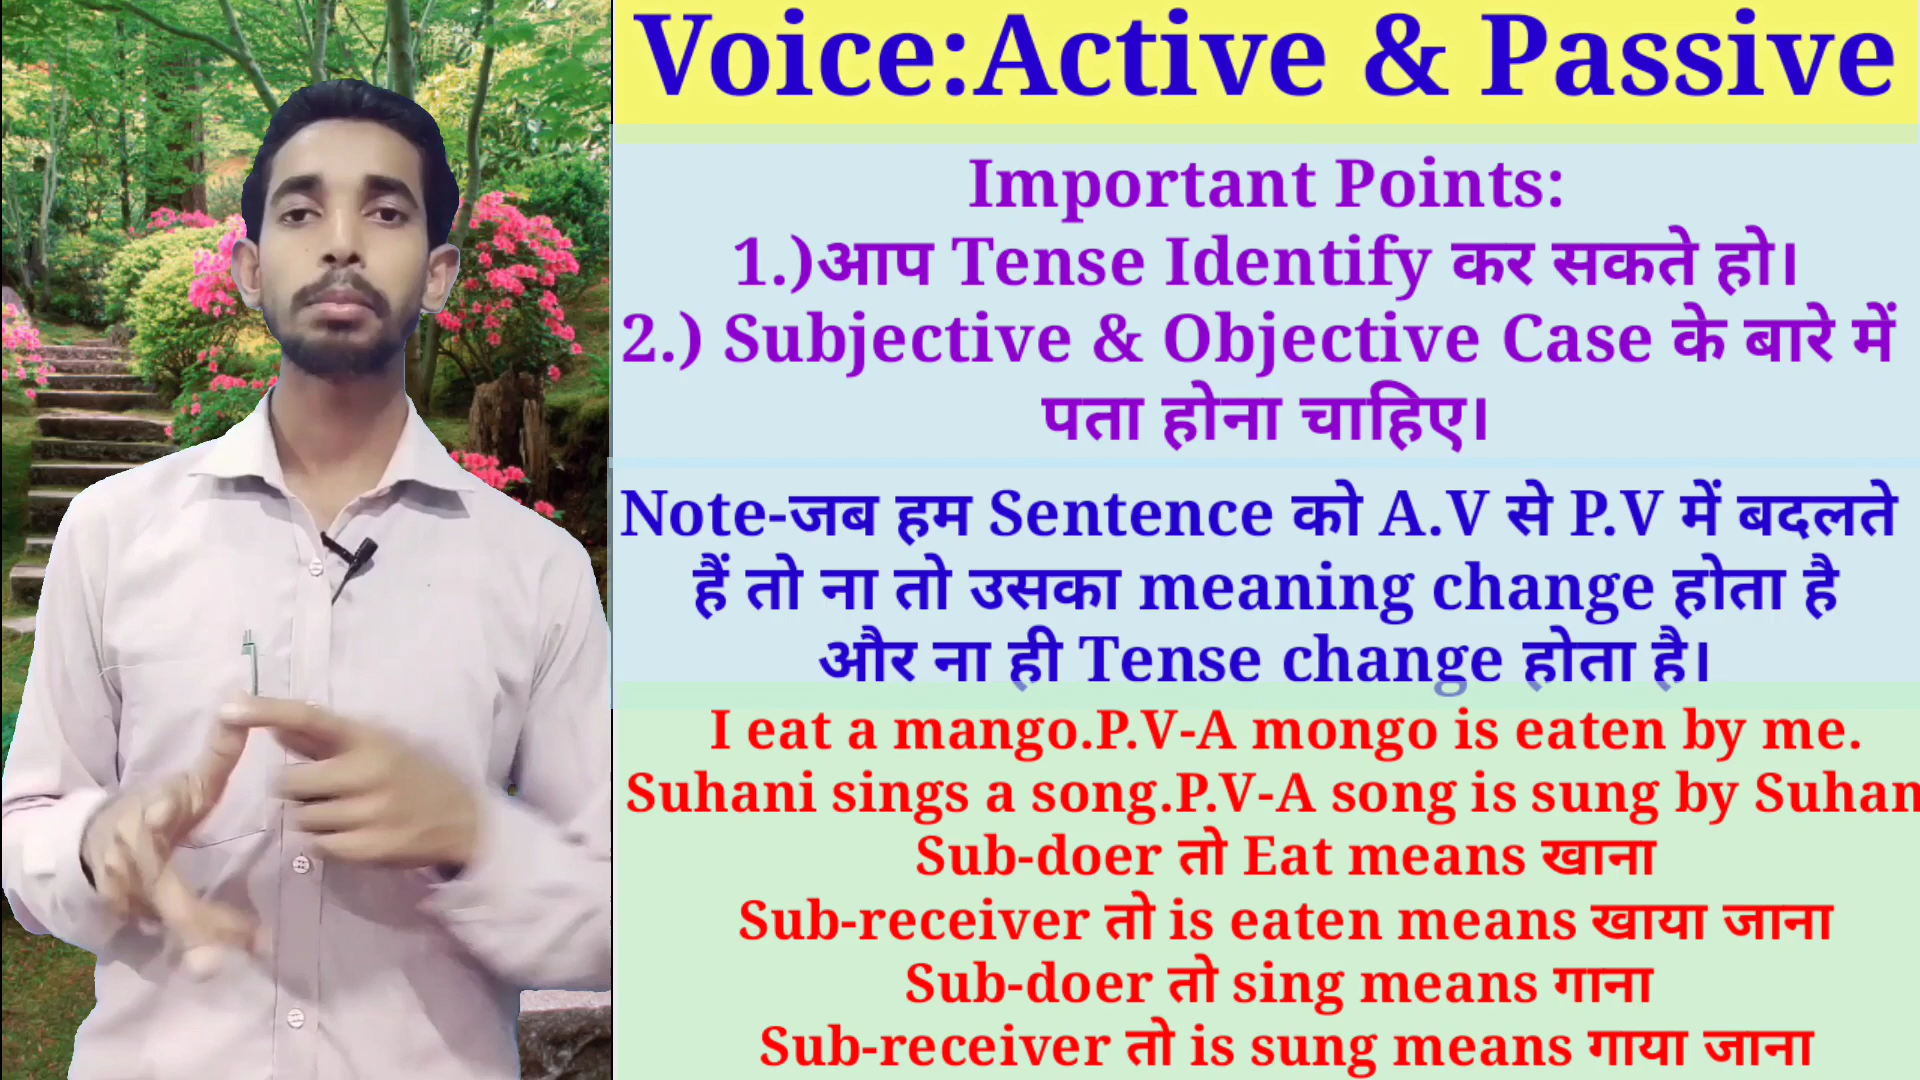 Voice:Active & Passive
Important Points:
1.)आप Tense Identify कर सकते हो।
2.) Subjective & Objective Case के बारे में
पता होना चाहिए।
Note-जब हम Sentence को A.V से P.V में बदलते
हैं तो ना तो उसका meaning change होता है
और ना ही Tense change होता है।
I eat a mango.P.V-A mongo is eaten by me.
Suhani sings a song.P.V-A song is sung by Suhan
Sub-doer तो Eat means खाना
Sub-receiver तो is eaten means खाया जाना
Sub-doer तो sing means गाना
Sub-receiver तो is sung means गाया जाना